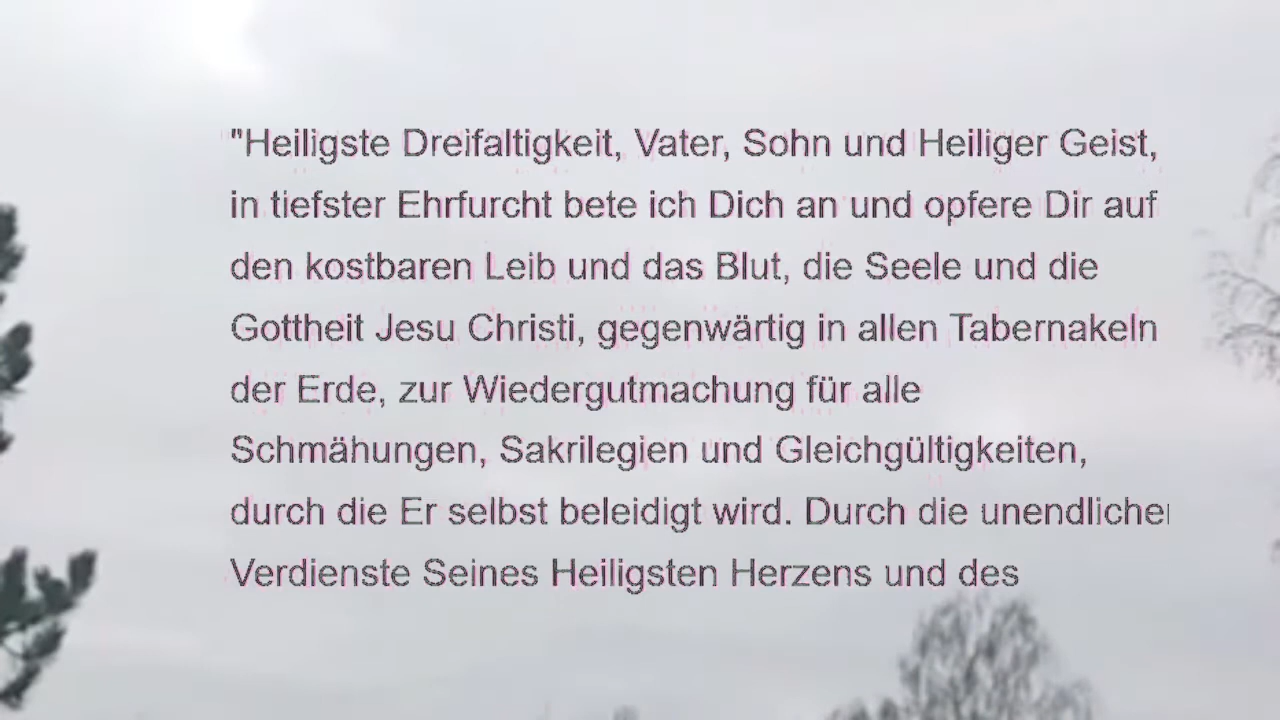 "Heiligste Dreifaltigkeit, Vater, Sohn und Heiliger Geist,
in tiefster Ehrfurcht bete ich Dich an und opfere Dir auf
den kostbaren Leib und das Blut, die Seele und die
Gottheit Jesu Christi, gegenwärtig in allen Tabernakeln
der Erde, zur Wiedergutmachung für alle
Schmähungen, Sakrilegien und Gleichgültigkeiten,
durch die Er selbst beleidigt wird. Durch die unendlichen
Verdienste Seines Heiligsten Herzens und des